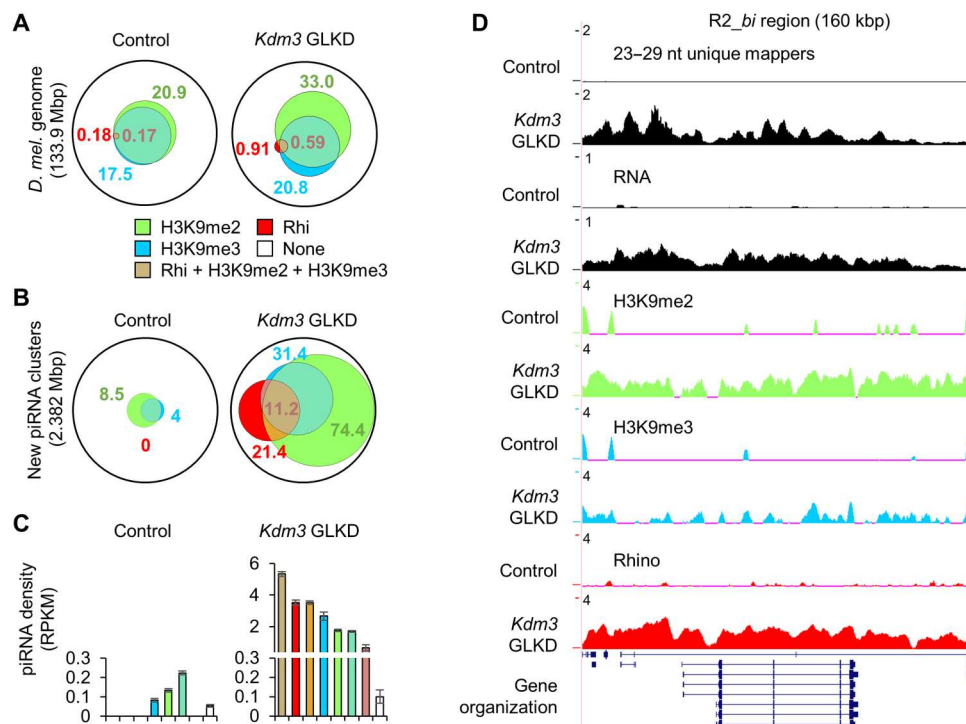 A
Control
Kdm3 GLKD
D. mel. genome
(133.9 Mbp)
20.9
0.18
0.17
17.5
33.0
0.91
0.59
20.8
H3K9me2
Rhi
H3K9me3
None
Rhi + H3K9me2 + H3K9me3
B
Control
Kdm3 GLKD
New piRNA clusters
(2.382 Mbp)
8.5
4
0
31.4
11.2
74.4
21.4
C
Control
Kdm3 GLKD
piRNA density
(RPKM)
0.3
0.2
0.1
0
6
4
2
0.3
0.2
0.1
0
D
R2_bi region (160 kbp)
2
Control
23–29 nt unique mappers
2
Kdm3
GLKD
1
Control
RNA
1
Kdm3
GLKD
4
Control
H3K9me2
4
Kdm3
GLKD
4
Control
H3K9me3
4
Kdm3
GLKD
4
Control
Rhino
4
Kdm3
GLKD
Gene
organization